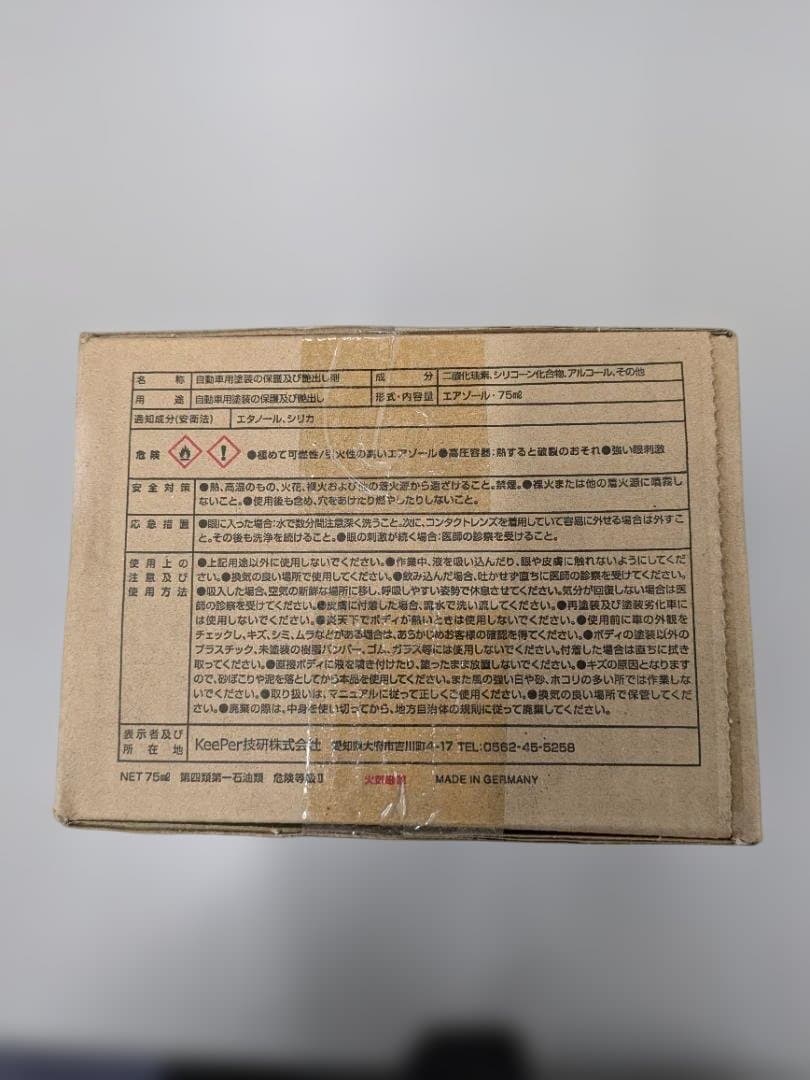 名称 自動車用塗装の保護及び艶出し剤 成分 二酸化珪素、シリコーン化合物、アルコール、その他
用途 自動車用塗装の保護及び艶出し 形式・内容量 エアゾール・75㎖
通知成分(安衛法) エタノール、シリカ
危険 ●極めて可燃性/引火性の高いエアゾール●高圧容器:熱すると破裂のおそれ●強い眼刺激
安全対策 ●熱、高温のもの、火花、裸火および他の着火源から遠ざけること。禁煙。●裸火または他の着火源に噴霧し
ないこと。●使用後も含め、穴をあけたり燃やしたりしないこと。
応急措置 ●眼に入った場合:水で数分間注意深く洗うこと。次に、コンタクトレンズを着用していて容易に外せる場合は外すこ
と。その後も洗浄を続けること。●眼の刺激が続く場合:医師の診察を受けること。
使用上の ●上記用途以外に使用しないでください。●作業中、液を吸い込んだり、眼や皮膚に触れないようにしてくだ
注意及び さい。●換気の良い場所で使用してください。●飲み込んだ場合、吐かせず直ちに医師の診察を受けてください。
使用方法 ●吸入した場合、空気の新鮮な場所に移し、呼吸しやすい姿勢で休息させてください。気分が回復しない場合は医
師の診察を受けてください。●皮膚に付着した場合、流水で洗い流してください。●再塗装及び塗装劣化車に
は使用しないでください。●炎天下でボディが熱いときは使用しないでください。●使用前に車の外観を
チェックし、キズ、シミ、ムラなどがある場合は、あらかじめお客様の確認を得てください。●ボディの塗装以外の
プラスチック、未塗装の樹脂バンパー、ゴム、ガラス等には使用しないでください。付着した場合は直ちに拭き
取ってください。●直接ボディに液を噴き付けたり、塗ったまま放置しないでください。●キズの原因となります
ので、砂ぼこりや泥を落としてから本品を使用してください。また風の強い日や砂、ホコリの多い所では作業しな
いでください。●取り扱いは、マニュアルに従って正しくご使用ください。●換気の良い場所で保管してくだ
さい。●廃棄の際は、中身を使い切ってから、地方自治体の規則に従って廃棄してください。
表示者及び
所在地 KeePer技研株式会社 愛知県大府市吉川町4-17 TEL:0562-45-5258
NET 75㎖ 第四類第一石油類 危険等級Ⅱ 火気厳禁 MADE IN GERMANY